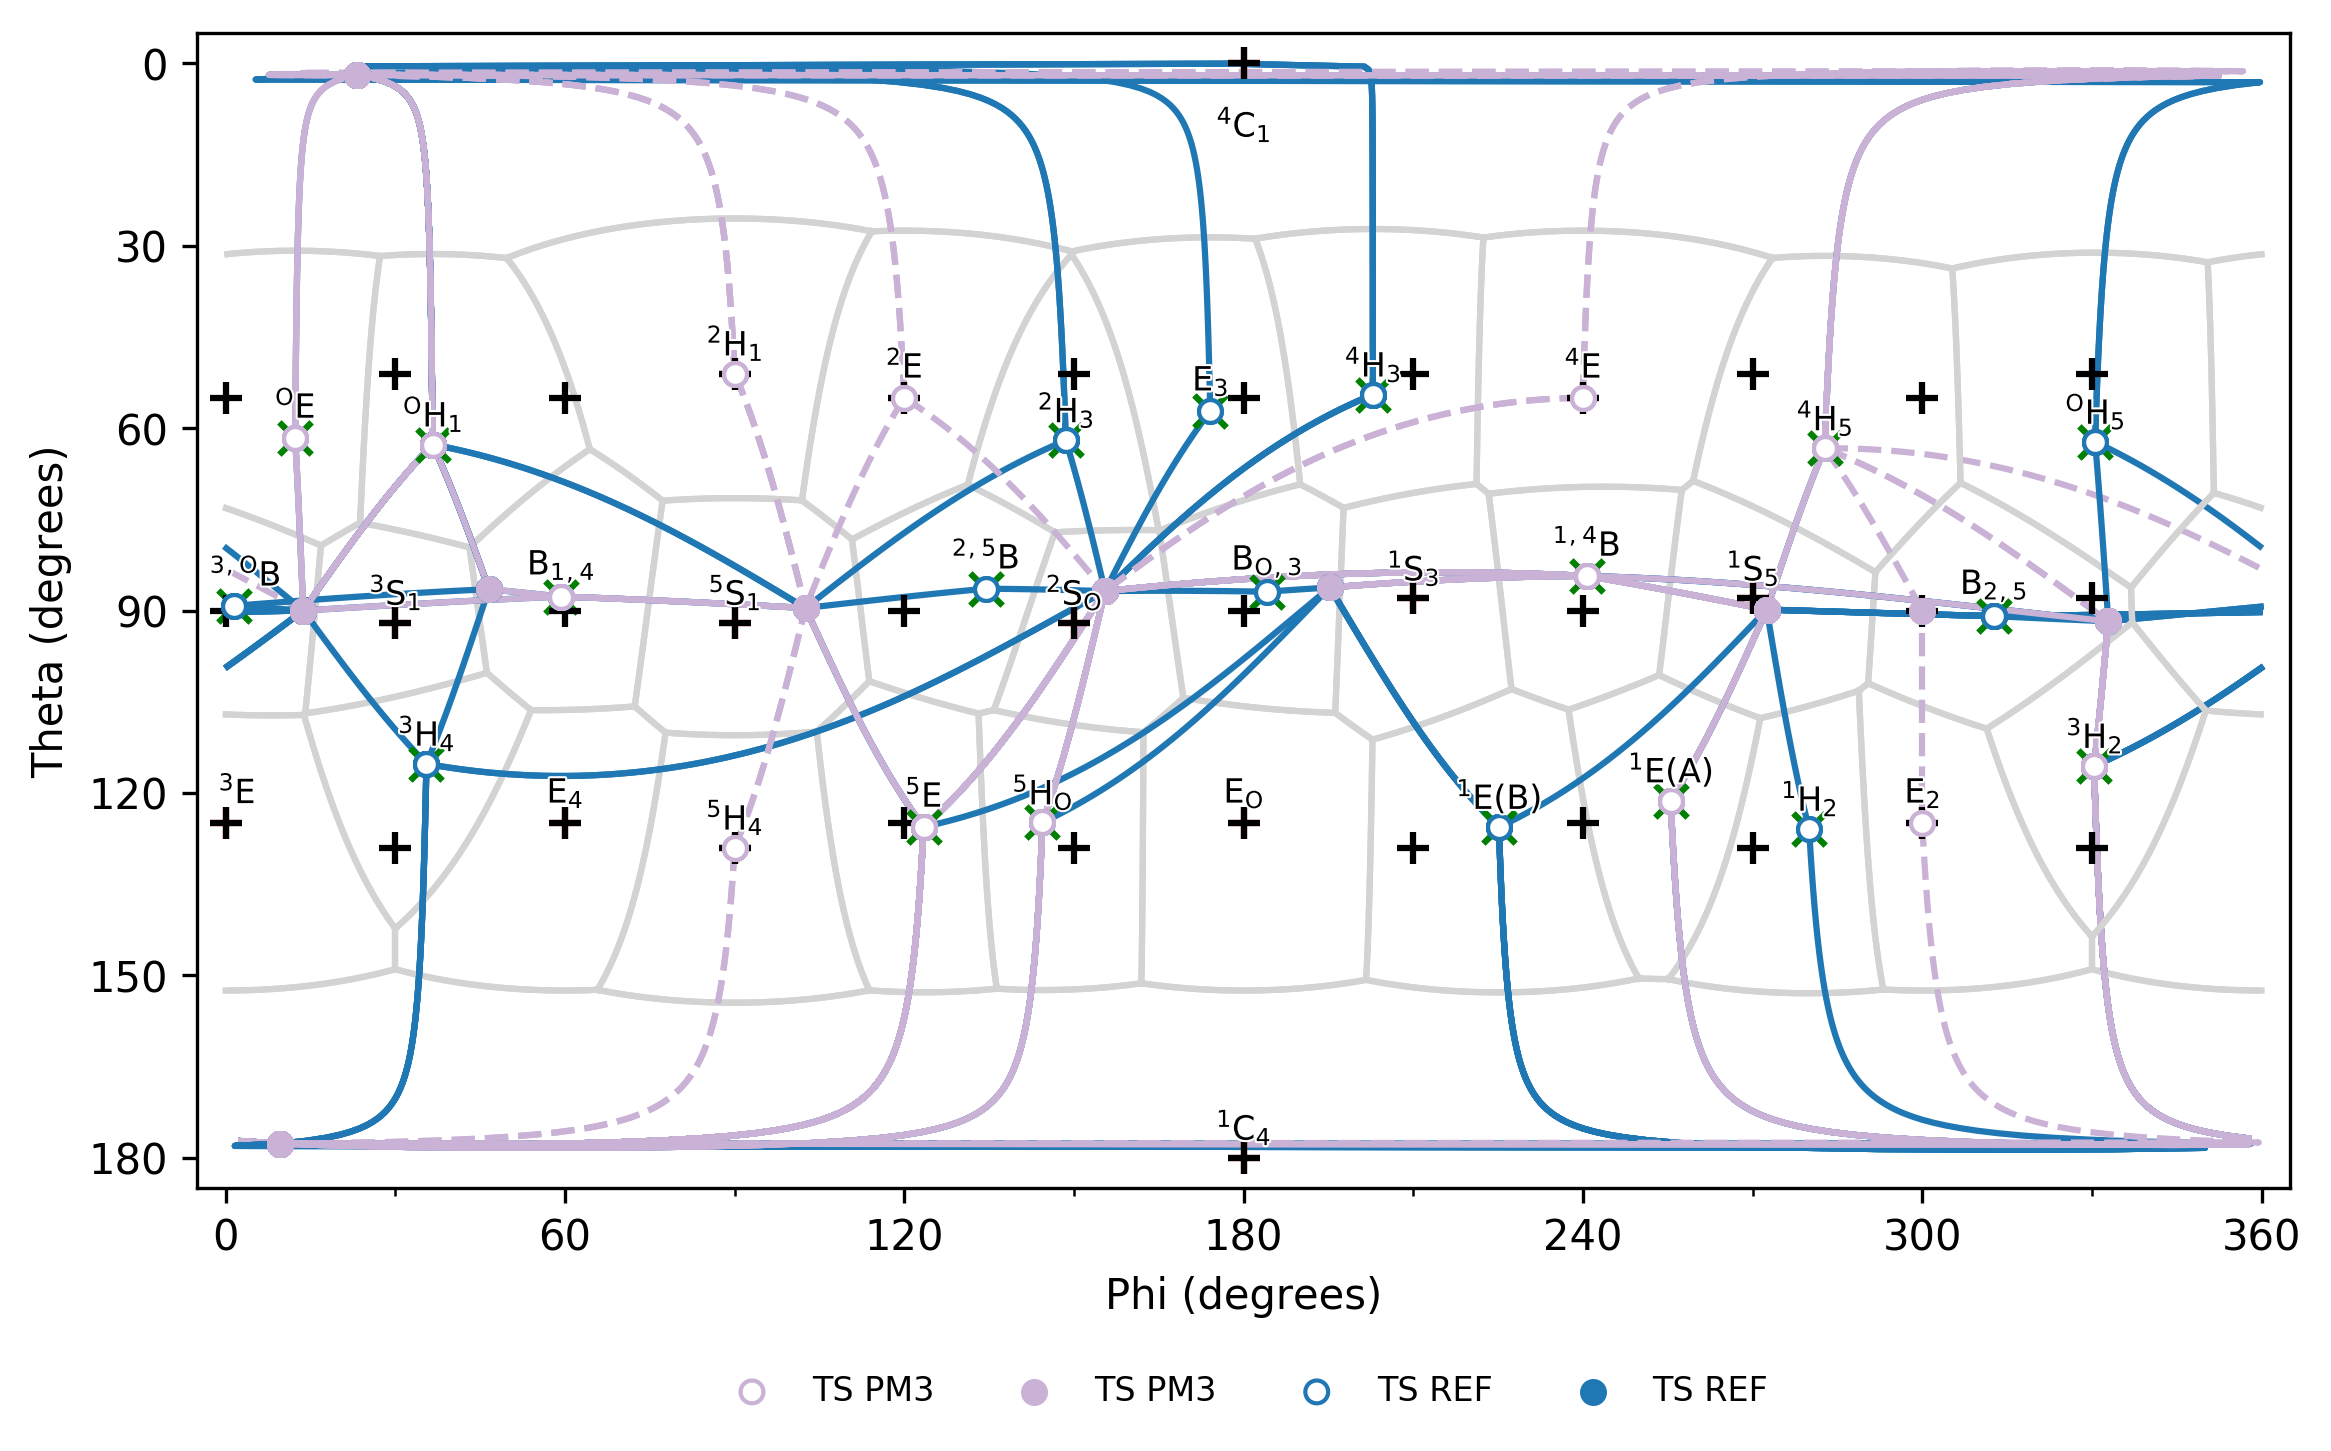 0
30
60
90
120
150
180
Theta (degrees)
⁴C₁
²H₁
²E
⁴H₃
⁴E
E₃
ᴼE
ᴼH₁
²H₃
⁴H₅
ᴼH₅
³,ᴼB
³S₁
B₁,₄
⁵S₁
²,⁵B
²Sₒ
Bₒ,₃
¹S₃
¹,⁴B
¹S₅
B₂,₅
³H₄
³H₂
³E
E₄
⁵H₄
⁵E
⁵Hₒ
Eₒ
¹E(B)
¹E(A)
¹H₂
E₂
¹C₄
0 60 120 180 240 300 360
Phi (degrees)
TS PM3 TS PM3 TS REF TS REF